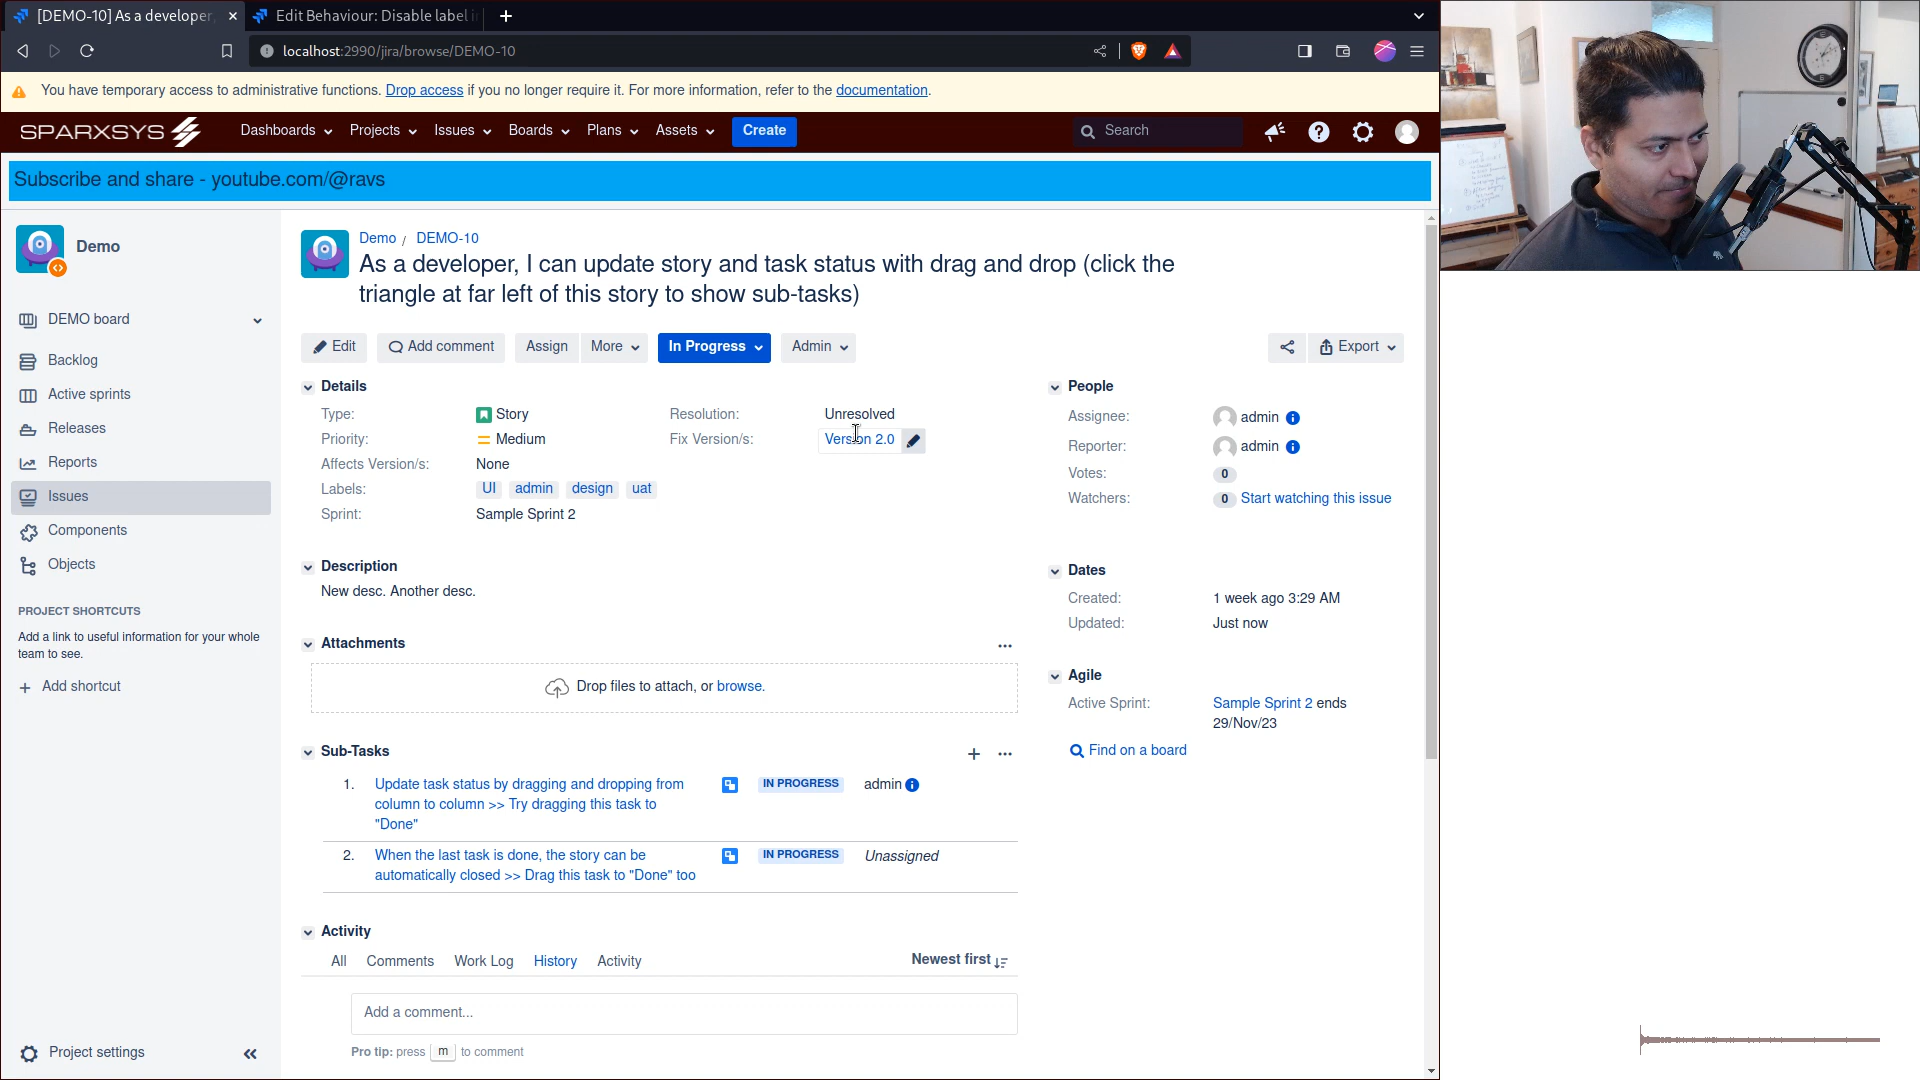 [DEMO-10] As a developer,
Edit Behaviour: Disable label i
localhost:2990/jira/browse/DEMO-10
You have temporary access to administrative functions. Drop access if you no longer require it. For more information, refer to the documentation.
SPARXSYS
Dashboards
Projects
Issues
Boards
Plans
Assets
Create
Search
Subscribe and share - youtube.com/@ravs
Demo
DEMO board
Backlog
Active sprints
Releases
Reports
Issues
Components
Objects
PROJECT SHORTCUTS
Add a link to useful information for your whole
team to see.
Add shortcut
Project settings
Demo / DEMO-10
As a developer, I can update story and task status with drag and drop (click the
triangle at far left of this story to show sub-tasks)
Edit
Add comment
Assign
More
In Progress
Admin
Export
Details
Type: Story
Resolution: Unresolved
Priority: Medium
Fix Version/s: Version 2.0
Affects Version/s: None
Labels: UI admin design uat
Sprint: Sample Sprint 2
Description
New desc. Another desc.
Attachments
Drop files to attach, or browse.
Sub-Tasks
1. Update task status by dragging and dropping from
column to column >> Try dragging this task to
"Done"
IN PROGRESS
admin
2. When the last task is done, the story can be
automatically closed >> Drag this task to "Done" too
IN PROGRESS
Unassigned
Activity
All
Comments
Work Log
History
Activity
Newest first
Add a comment...
Pro tip: press m to comment
People
Assignee: admin
Reporter: admin
Votes: 0
Watchers: 0 Start watching this issue
Dates
Created: 1 week ago 3:29 AM
Updated: Just now
Agile
Active Sprint: Sample Sprint 2 ends
29/Nov/23
Find on a board